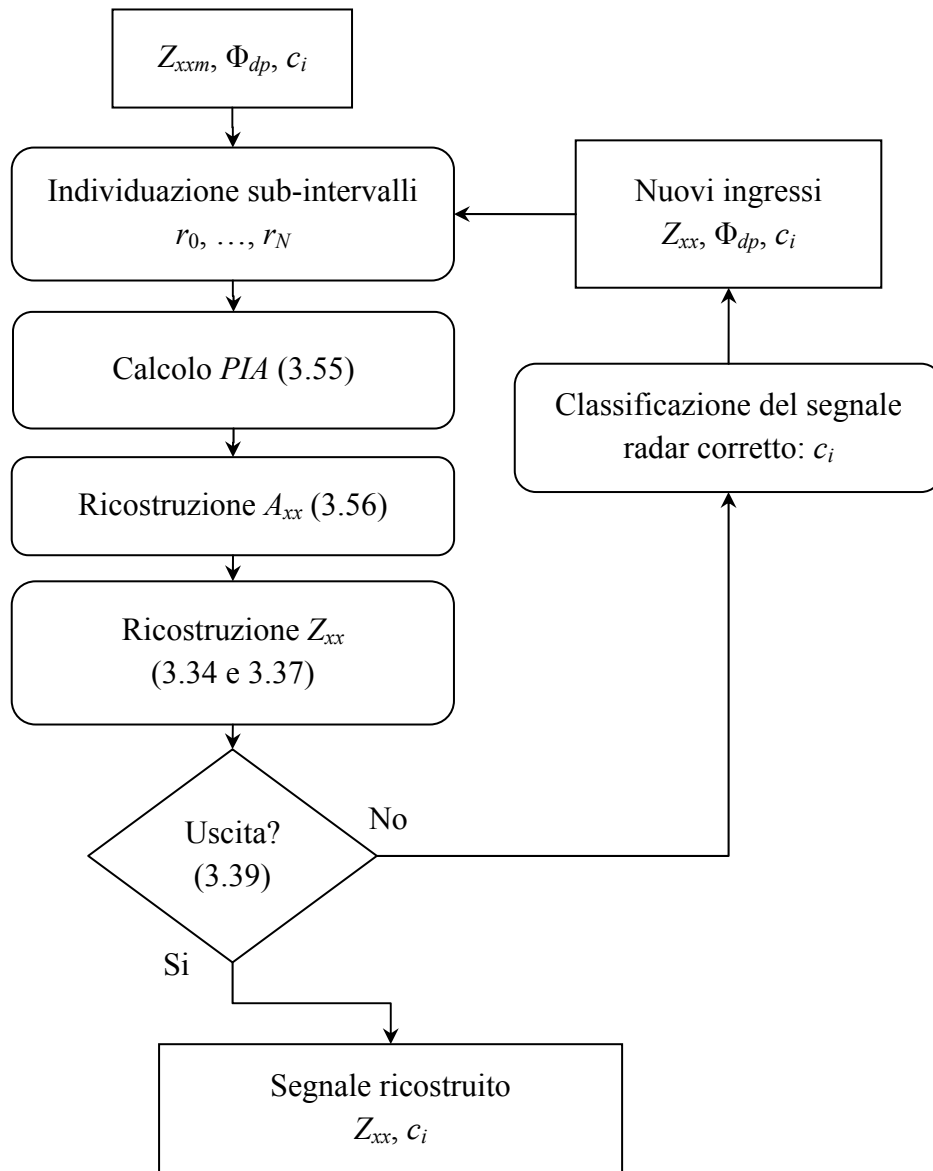 Z_xxm, Φ_dp, c_i
Individuazione sub-intervalli
r_0, …, r_N
Nuovi ingressi
Z_xx, Φ_dp, c_i
Calcolo PIA (3.55)
Classificazione del segnale
radar corretto: c_i
Ricostruzione A_xx (3.56)
Ricostruzione Z_xx
(3.34 e 3.37)
Uscita?
(3.39)
No
Si
Segnale ricostruito
Z_xx, c_i